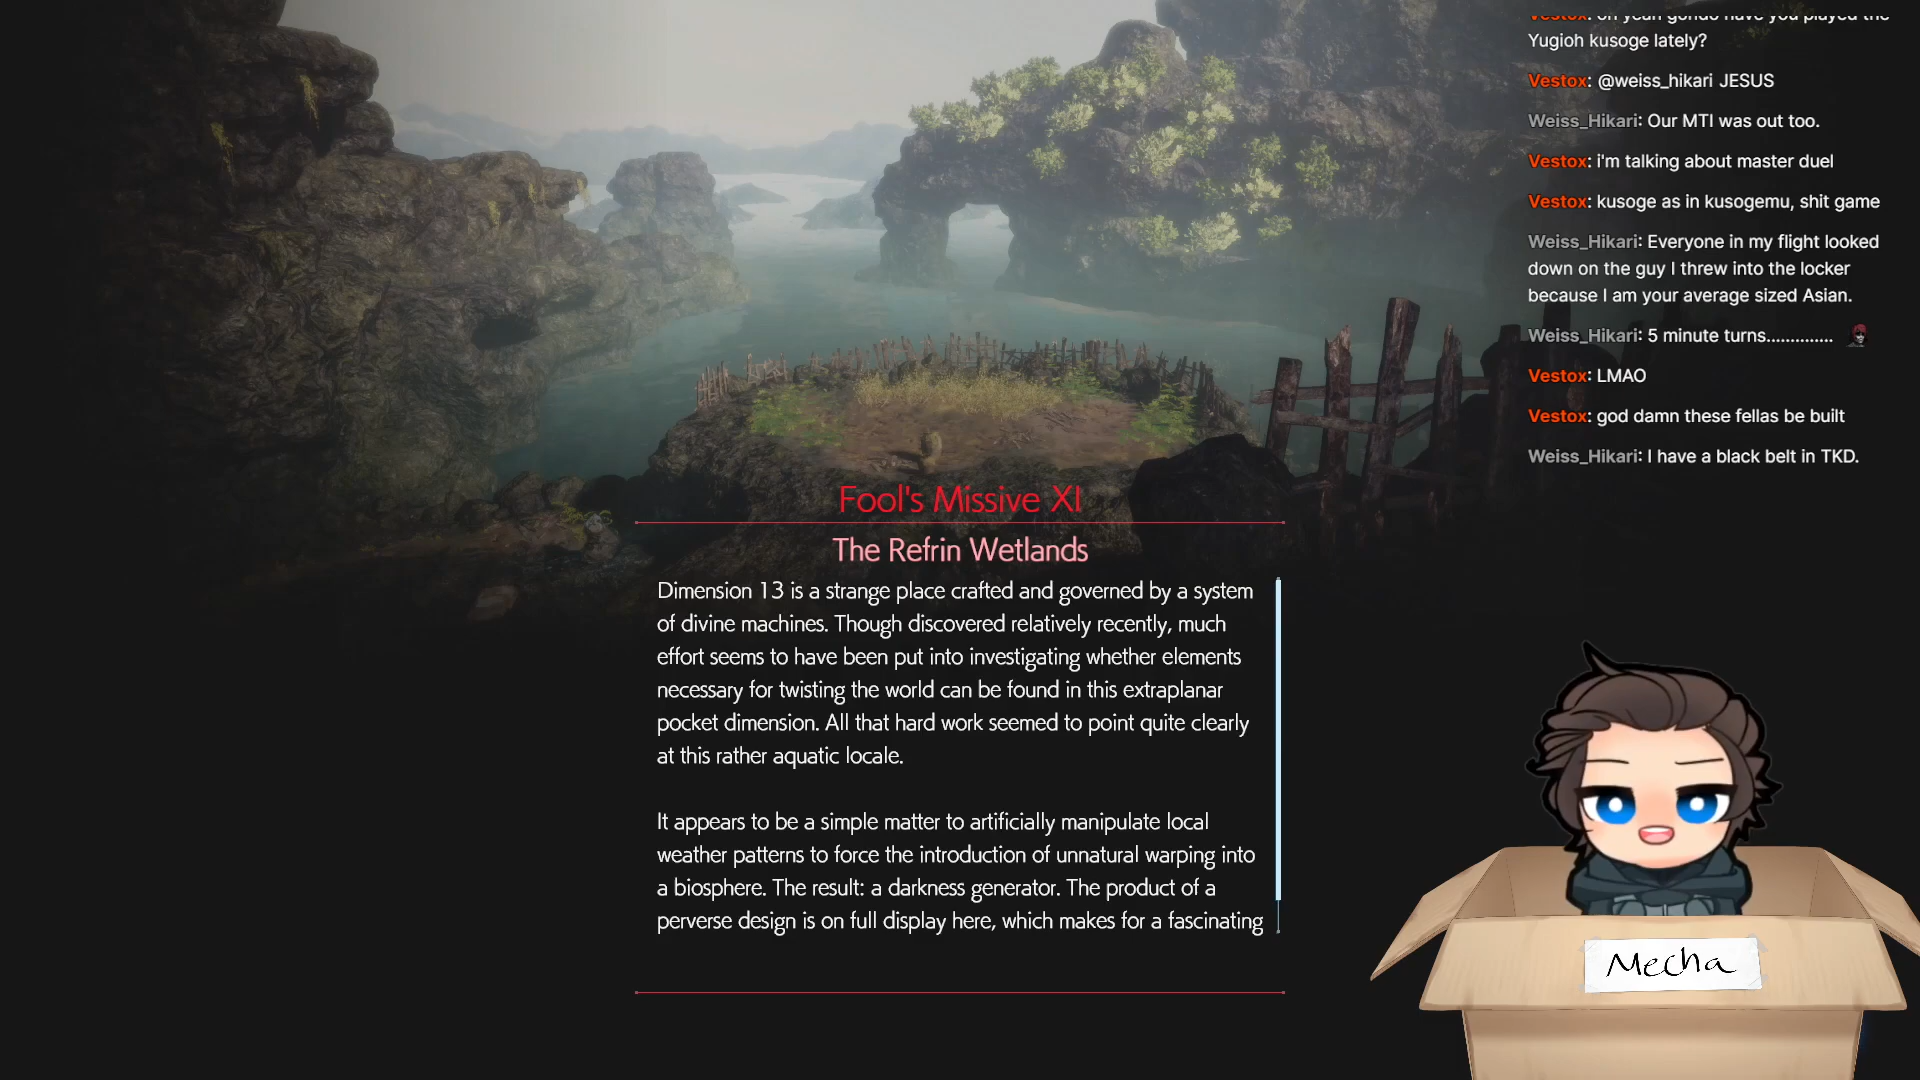 Vestox: oh yeah gondo have you played the
Yugioh kusoge lately?
Vestox: @weiss_hikari JESUS
Weiss_Hikari: Our MTI was out too.
Vestox: i'm talking about master duel
Vestox: kusoge as in kusogemu, shit game
Weiss_Hikari: Everyone in my flight looked
down on the guy I threw into the locker
because I am your average sized Asian.
Weiss_Hikari: 5 minute turns..............
Vestox: LMAO
Vestox: god damn these fellas be built
Weiss_Hikari: I have a black belt in TKD.
Fool's Missive XI
The Refrin Wetlands
Dimension 13 is a strange place crafted and governed by a system
of divine machines. Though discovered relatively recently, much
effort seems to have been put into investigating whether elements
necessary for twisting the world can be found in this extraplanar
pocket dimension. All that hard work seemed to point quite clearly
at this rather aquatic locale.
It appears to be a simple matter to artificially manipulate local
weather patterns to force the introduction of unnatural warping into
a biosphere. The result: a darkness generator. The product of a
perverse design is on full display here, which makes for a fascinating
Mecha